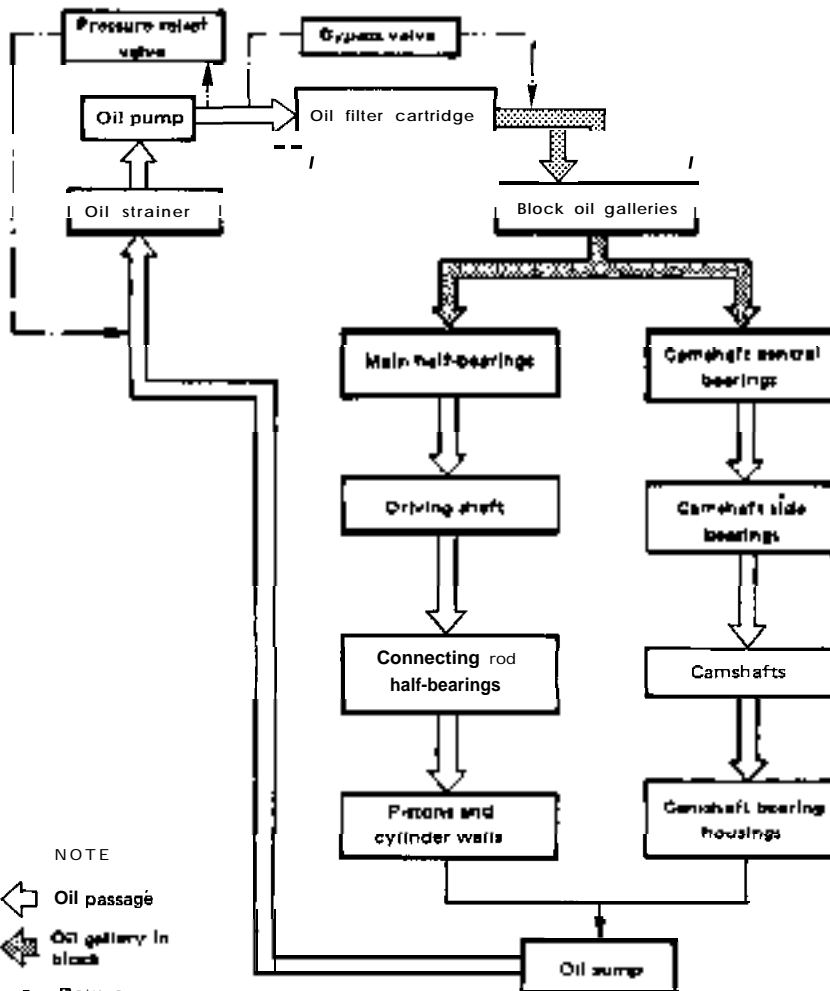 Pressure relief
valve
Bypass valve
Oil pump
Oil filter cartridge
Oil strainer
Block oil galleries
Main half-bearings
Camshaft central
bearings
Driving shaft
Camshaft side
bearings
Connecting rod
half-bearings
Camshafts
Pistons and
cylinder walls
Camshaft bearing
housings
NOTE
Oil passage
Oil gallery in
block
Oil sump